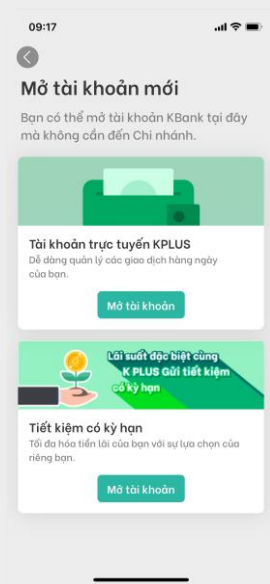 09:17
Mở tài khoản mới
Bạn có thể mở tài khoản KBank tại đây
mà không cần đến Chi nhánh.
Tài khoản trực tuyến KPLUS
Dễ dàng quản lý các giao dịch hàng ngày
của bạn.
Mở tài khoản
Lãi suất đặc biệt cùng
K PLUS Gửi tiết kiệm
có kỳ hạn
Tiết kiệm có kỳ hạn
Tối đa hóa tiền lãi của bạn với sự lựa chọn của
riêng bạn.
Mở tài khoản